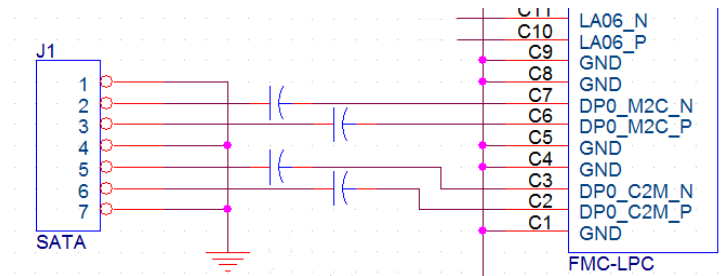 J1
1
2
3
4
5
6
7
SATA
C11 LA06_N
C10 LA06_P
C9 GND
C8 GND
C7 DP0_M2C_N
C6 DP0_M2C_P
C5 GND
C4 GND
C3 DP0_C2M_N
C2 DP0_C2M_P
C1 GND
FMC-LPC